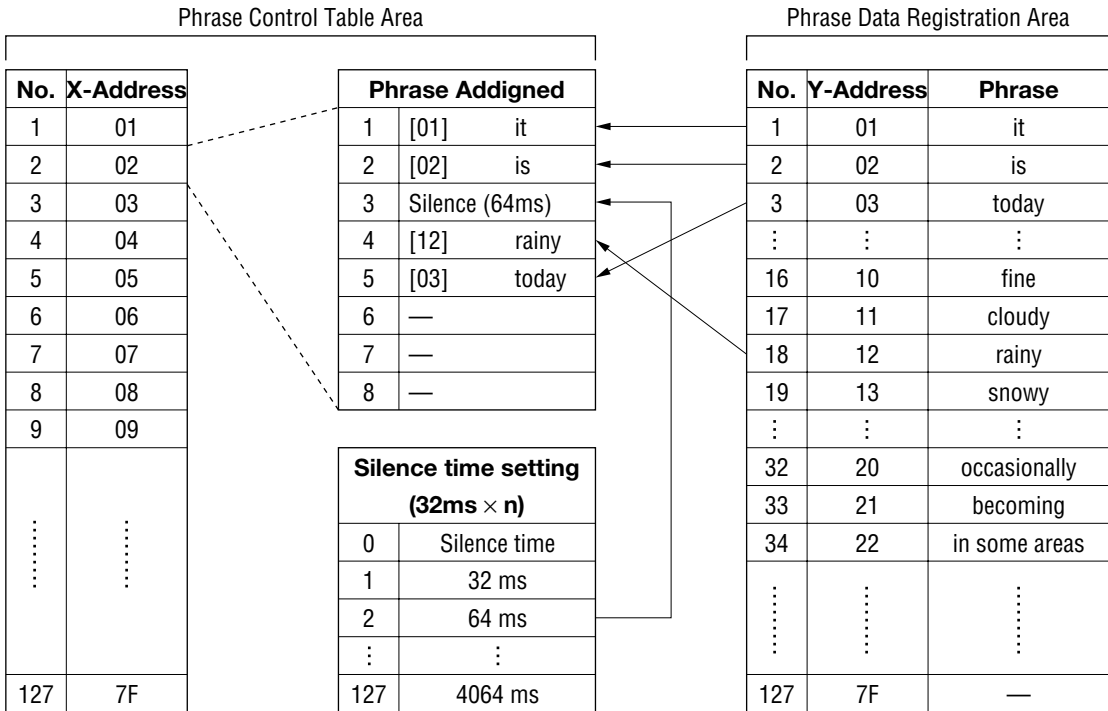 Phrase Control Table Area
No. X-Address
1 01
2 02
3 03
4 04
5 05
6 06
7 07
8 08
9 09
⋮ ⋮
127 7F
Phrase Addigned
1 [01] it
2 [02] is
3 Silence (64ms)
4 [12] rainy
5 [03] today
6 —
7 —
8 —
Silence time setting
(32ms × n)
0 Silence time
1 32 ms
2 64 ms
⋮ ⋮
127 4064 ms
Phrase Data Registration Area
No. Y-Address Phrase
1 01 it
2 02 is
3 03 today
⋮ ⋮ ⋮
16 10 fine
17 11 cloudy
18 12 rainy
19 13 snowy
⋮ ⋮ ⋮
32 20 occasionally
33 21 becoming
34 22 in some areas
⋮ ⋮ ⋮
127 7F —